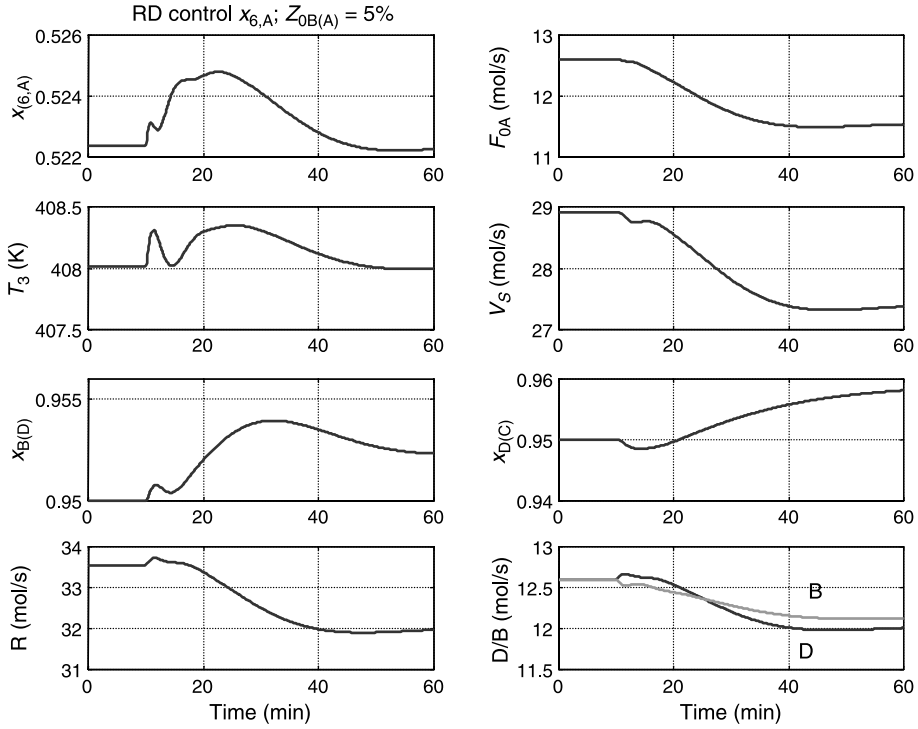 RD control x6,A; Z0B(A) = 5%
x(6,A)
0.526
0.524
0.522
0 20 40 60
F0A (mol/s)
13
12
11
0 20 40 60
T3 (K)
408.5
408
407.5
0 20 40 60
VS (mol/s)
29
28
27
0 20 40 60
xB(D)
0.955
0.95
0 20 40 60
xD(C)
0.96
0.95
0.94
0 20 40 60
R (mol/s)
34
33
32
31
0 20 40 60
Time (min)
D/B (mol/s)
13
12.5
12
11.5
B
D
0 20 40 60
Time (min)